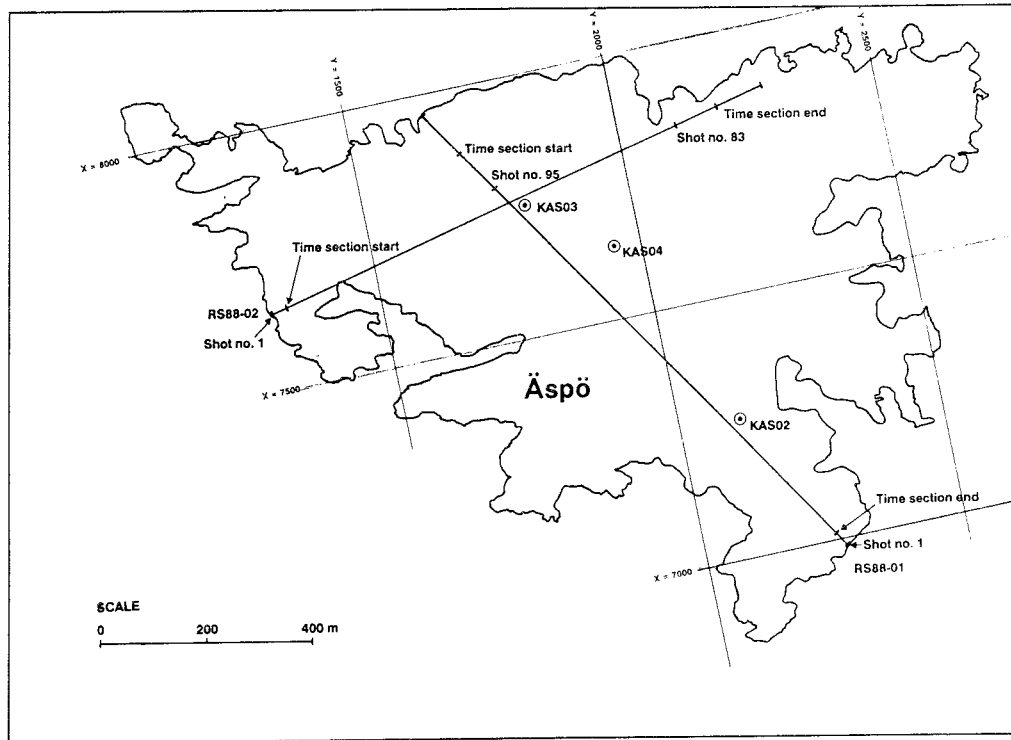 Y = 2000
Y = 2500
Y = 1500
Time section end
Shot no. 83
X = 8000
Time section start
Shot no. 95
KAS03
KAS04
Time section start
RS88-02
Shot no. 1
X = 7500
Äspö
KAS02
Time section end
Shot no. 1
RS88-01
X = 7000
SCALE
0 200 400 m